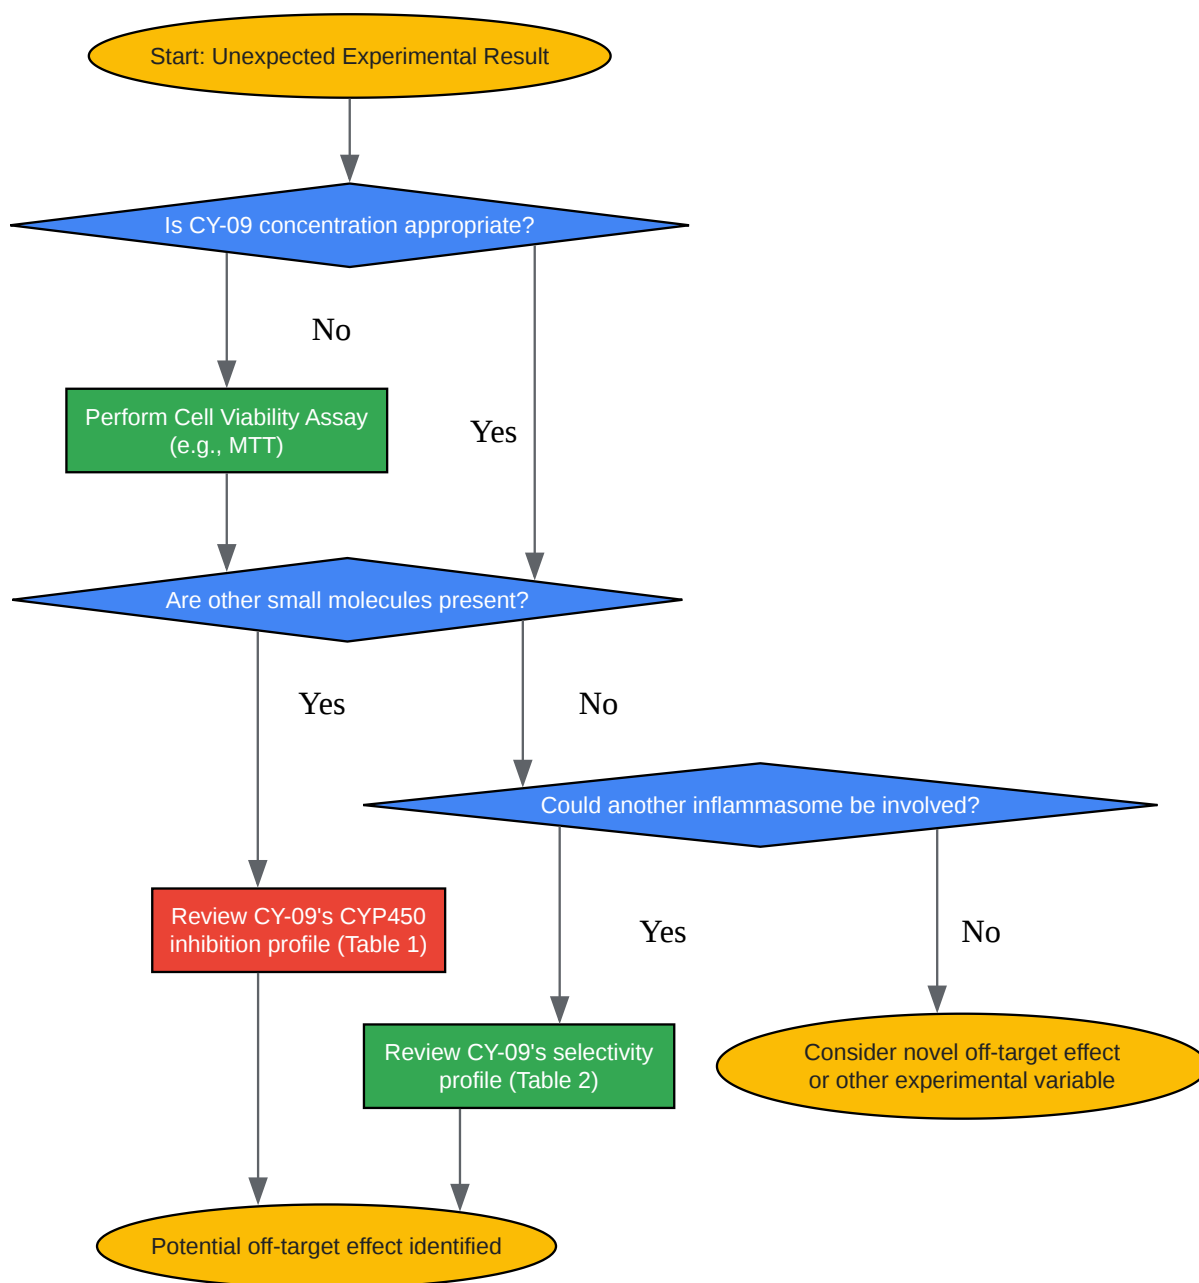 Start: Unexpected Experimental Result
Is CY-09 concentration appropriate?
No
Perform Cell Viability Assay
(e.g., MTT)
Yes
Are other small molecules present?
Yes
No
Could another inflammasome be involved?
Review CY-09's CYP450
inhibition profile (Table 1)
Yes
No
Review CY-09's selectivity
profile (Table 2)
Consider novel off-target effect
or other experimental variable
Potential off-target effect identified